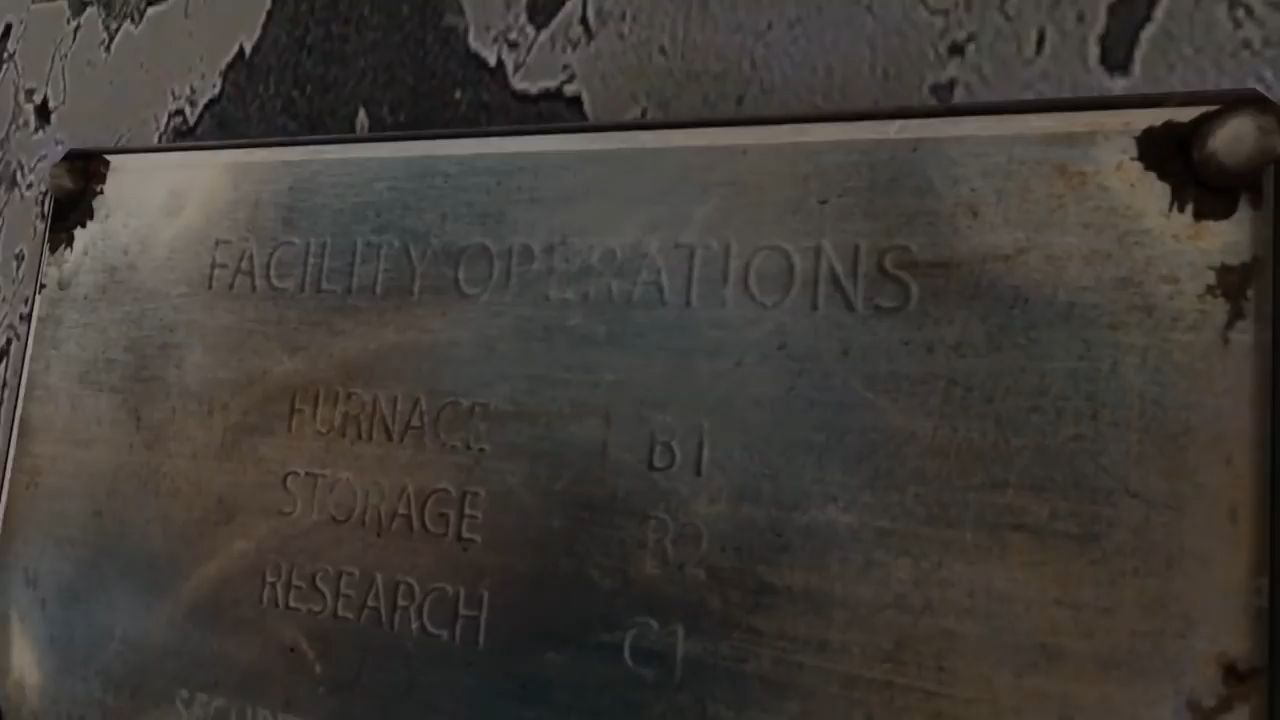 FACILITY OPERATIONS
FURNACE B1
STORAGE B2
RESEARCH C1